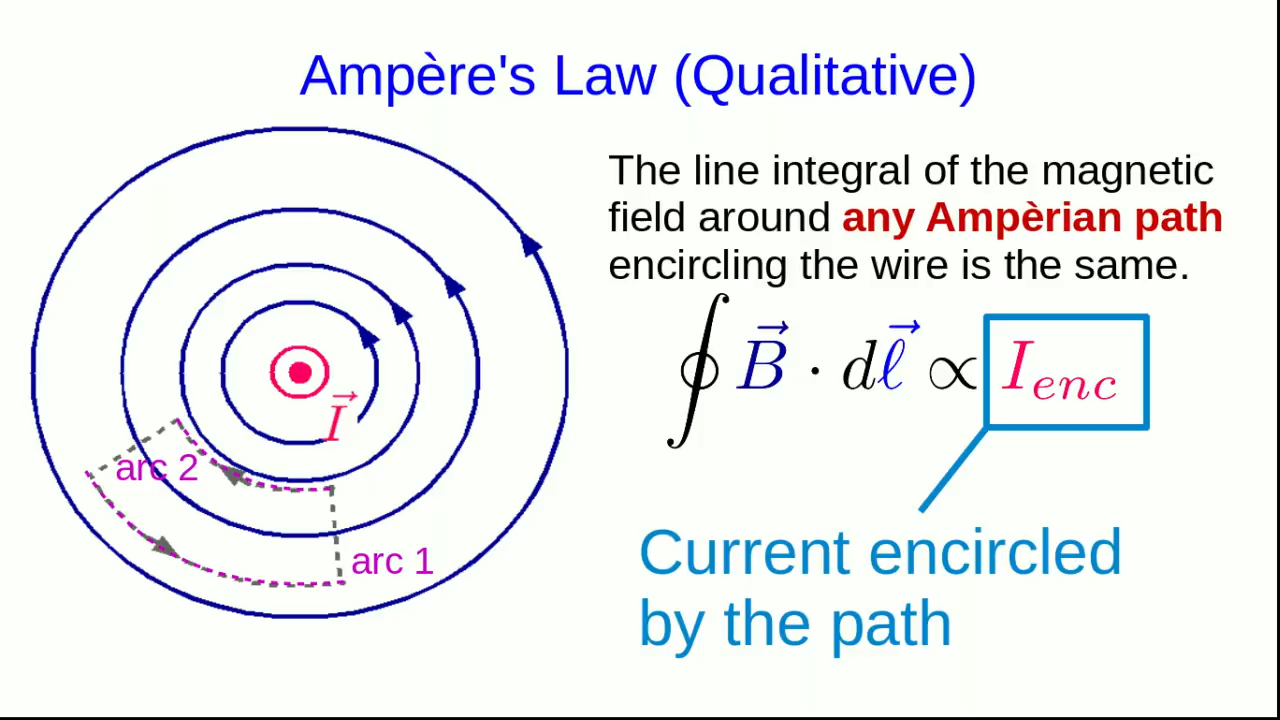 Ampère's Law (Qualitative)
The line integral of the magnetic
field around any Ampèrian path
encircling the wire is the same.
∮ B⃗ · dℓ⃗ ∝ I_enc
I⃗
arc 2
arc 1
Current encircled
by the path